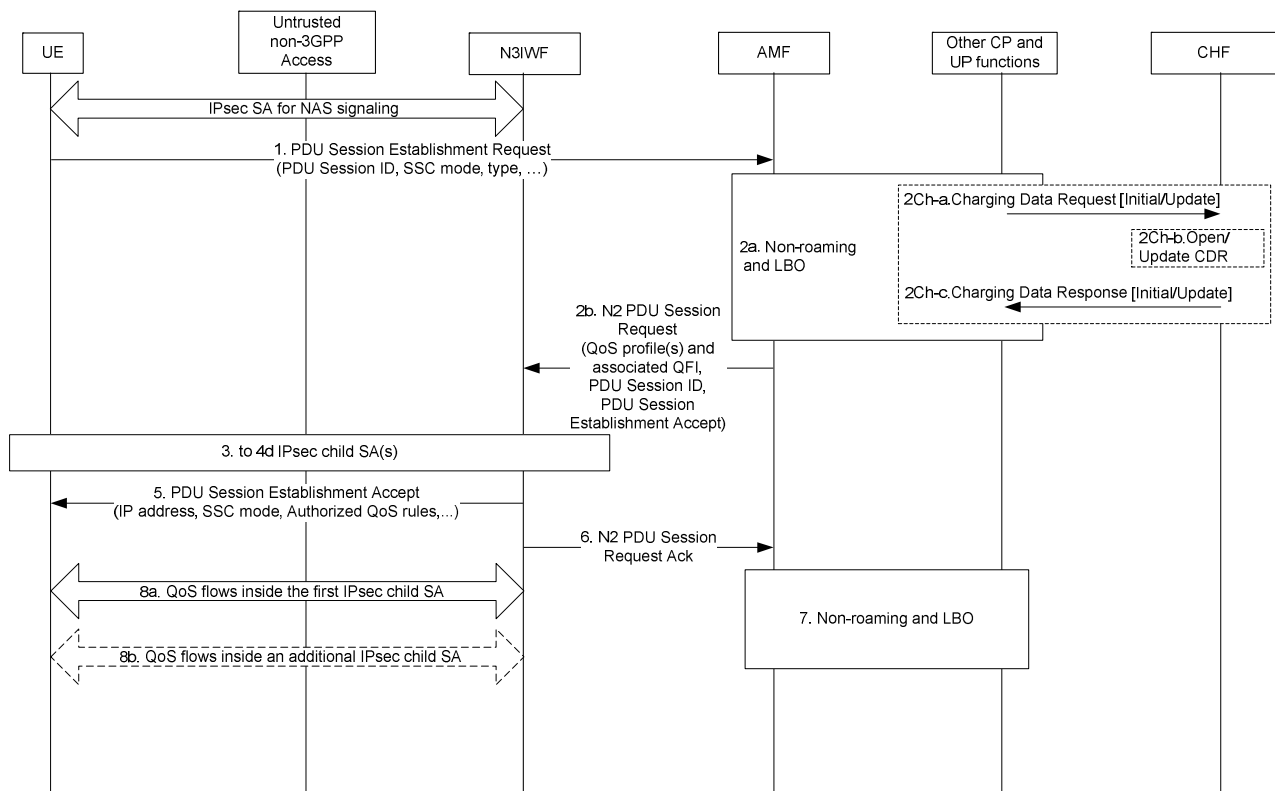 UE
Untrusted
non-3GPP
Access
N3IWF
AMF
Other CP and
UP functions
CHF
IPsec SA for NAS signaling
1. PDU Session Establishment Request
(PDU Session ID, SSC mode, type, …)
2Ch-a.Charging Data Request [Initial/Update]
2a. Non-roaming
and LBO
2Ch-b.Open/
Update CDR
2Ch-c.Charging Data Response [Initial/Update]
2b. N2 PDU Session
Request
(QoS profile(s) and
associated QFI,
PDU Session ID,
PDU Session
Establishment Accept)
3. to 4d IPsec child SA(s)
5. PDU Session Establishment Accept
(IP address, SSC mode, Authorized QoS rules,...)
6. N2 PDU Session
Request Ack
8a. QoS flows inside the first IPsec child SA
7. Non-roaming and LBO
8b. QoS flows inside an additional IPsec child SA